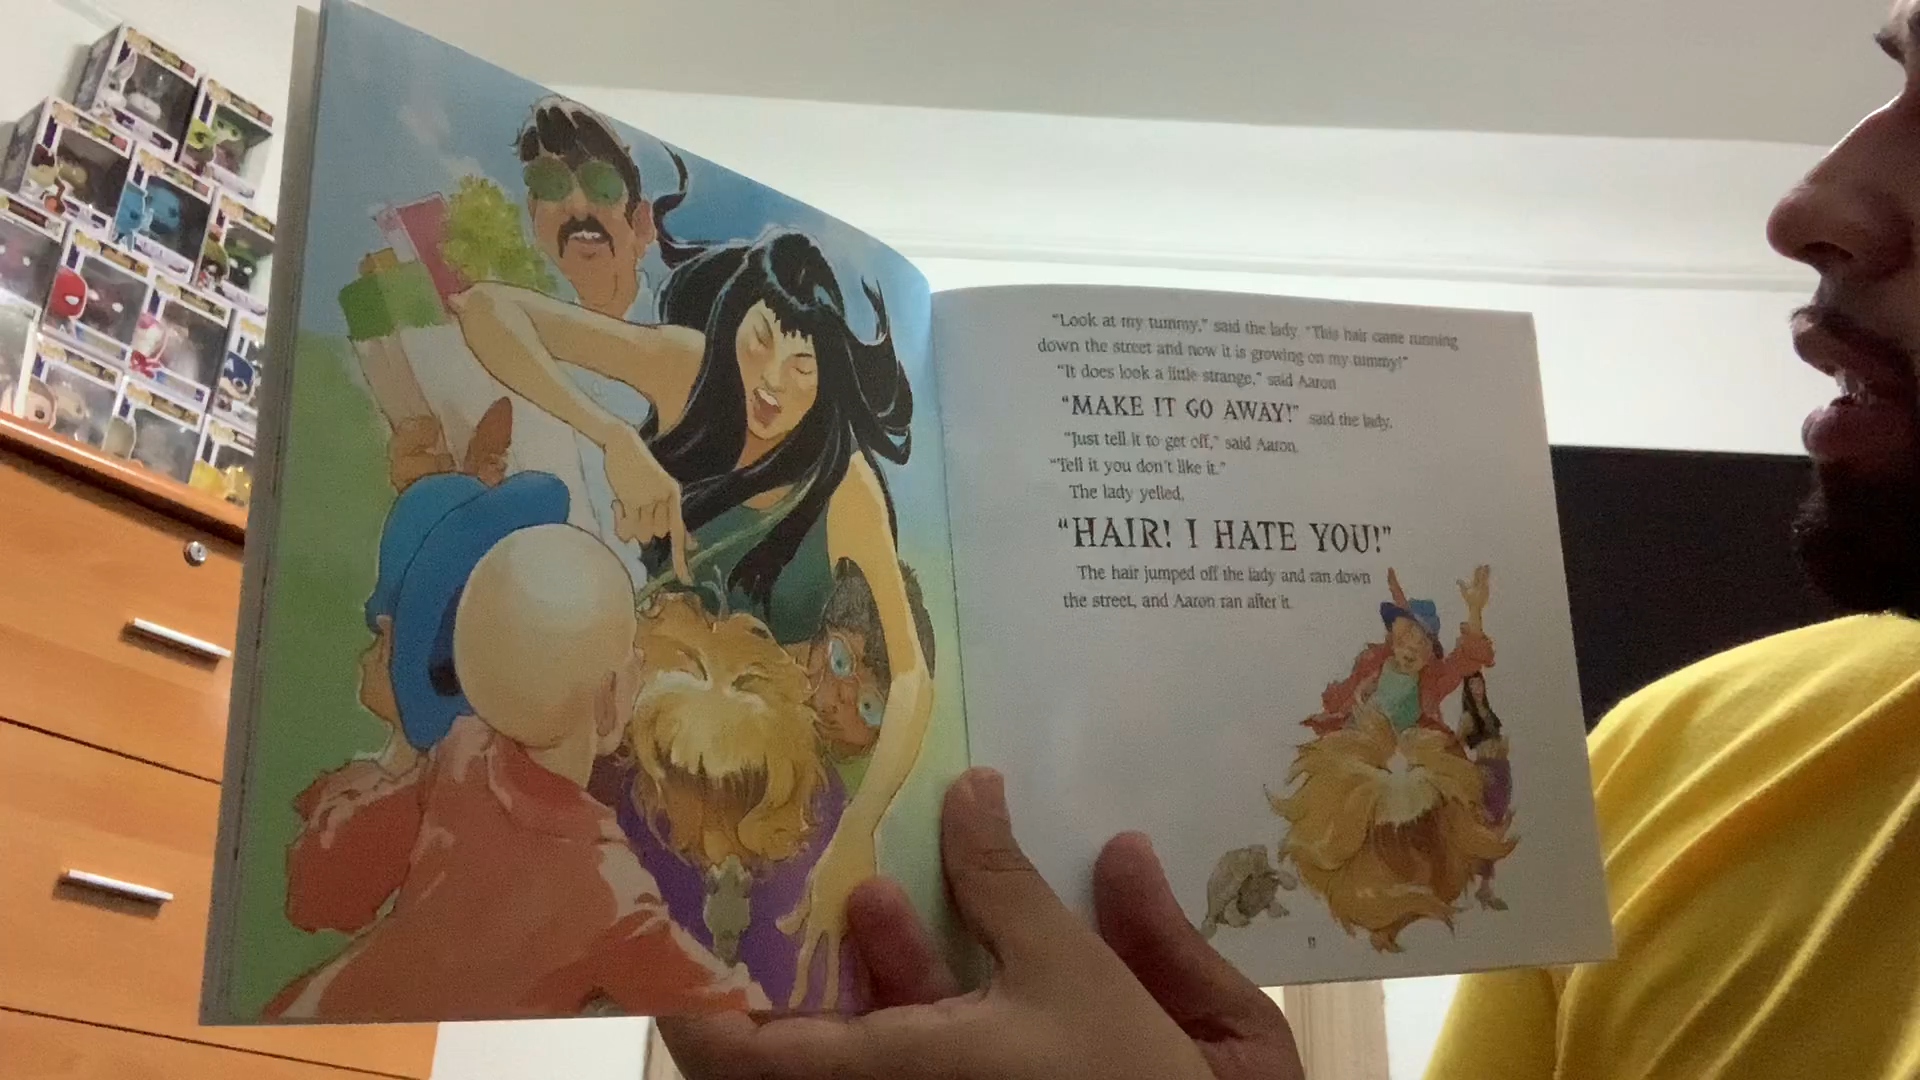 "Look at my tummy," said the lady. "This hair came running
down the street and now it is growing on my tummy!"
"It does look a little strange," said Aaron.
"MAKE IT GO AWAY!" said the lady.
"Just tell it to get off," said Aaron.
"Tell it you don't like it."
The lady yelled,
"HAIR! I HATE YOU!"
The hair jumped off the lady and ran down
the street, and Aaron ran after it.